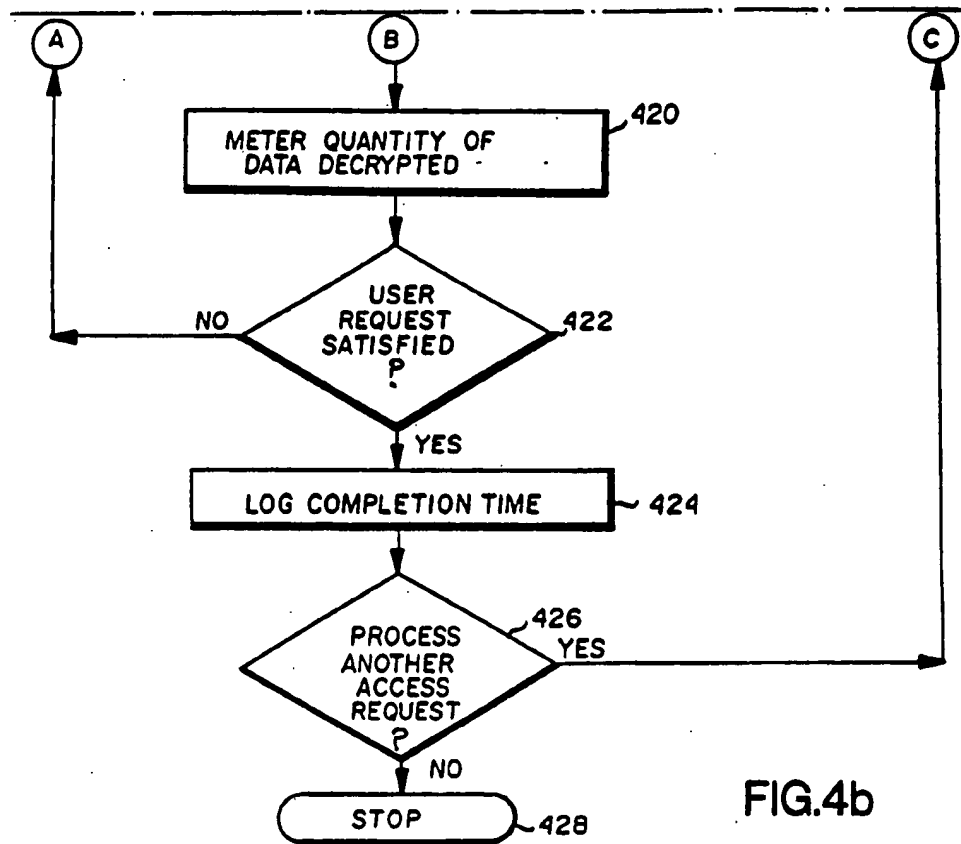 A
B
C
METER QUANTITY OF
DATA DECRYPTED
420
USER
REQUEST
SATISFIED
?
422
NO
YES
LOG COMPLETION TIME
424
PROCESS
ANOTHER
ACCESS
REQUEST
?
426
YES
NO
STOP
428
FIG.4b